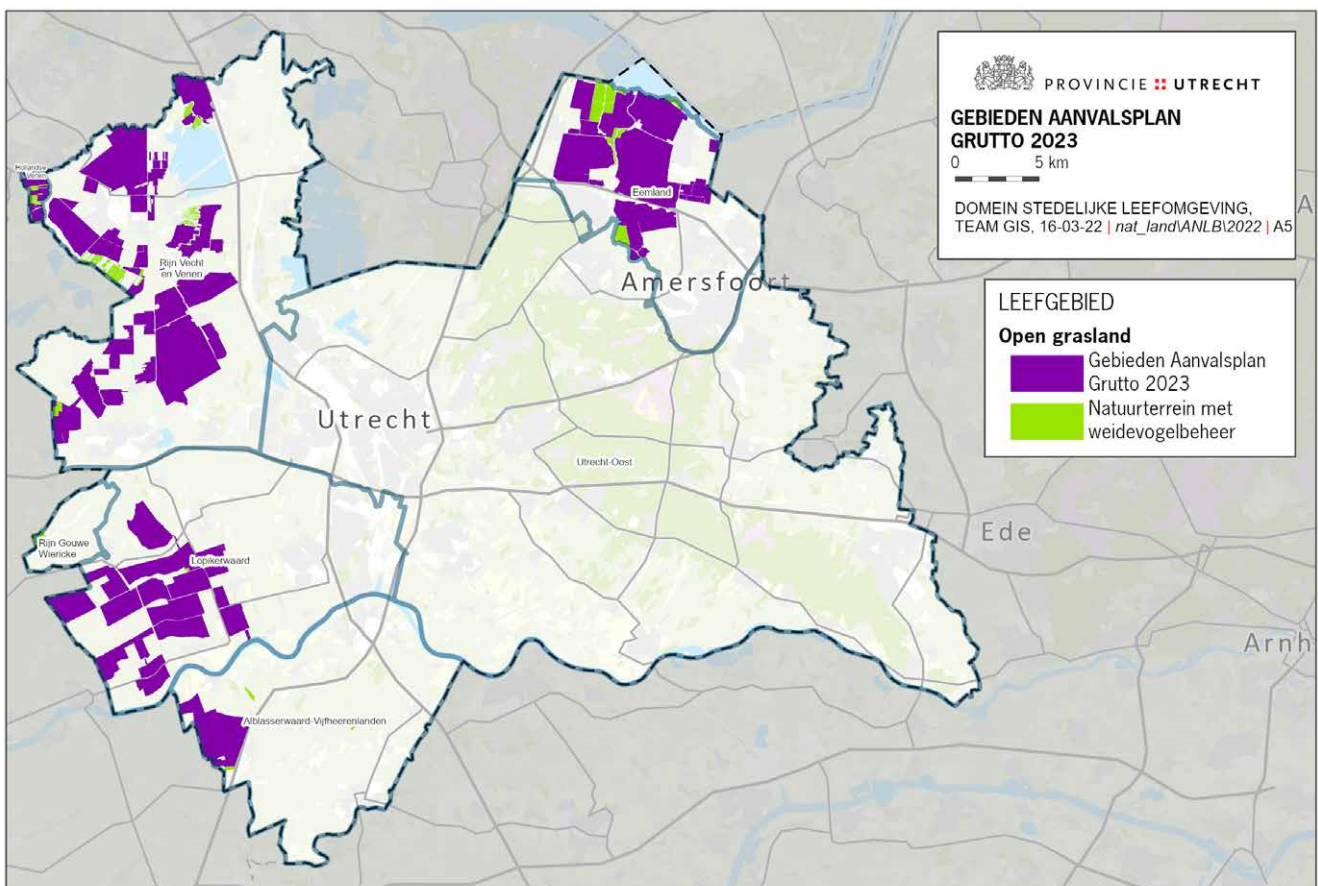 PROVINCIE UTRECHT
GEBIEDEN AANVALSPLAN
GRUTTO 2023
0 5 km
DOMEIN STEDELIJKE LEEFOMGEVING,
TEAM GIS, 16-03-22 | nat_land\ANLB\2022 | A5
A
LEEFGEBIED
Open grasland
Gebieden Aanvalsplan
Grutto 2023
Natuurterrein met
weidevogelbeheer
Hollandse
Venen
Eemland
Rijn Vecht
en Venen
Amersfoort
Utrecht
Utrecht-Oost
Rijn Gouwe
Wiericke
Lopikerwaard
Ede
Arnh
Alblasserwaard-Vijfheerenlanden